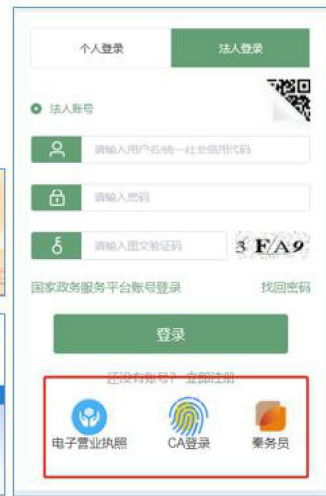 个人登录
法人登录
法人账号
请输入用户名/统一社会信用代码
请输入密码
请输入图文验证码
3 F A 9
国家政务服务平台账号登录
找回密码
登录
还没有账号? 立即注册
电子营业执照
CA登录
秦务员